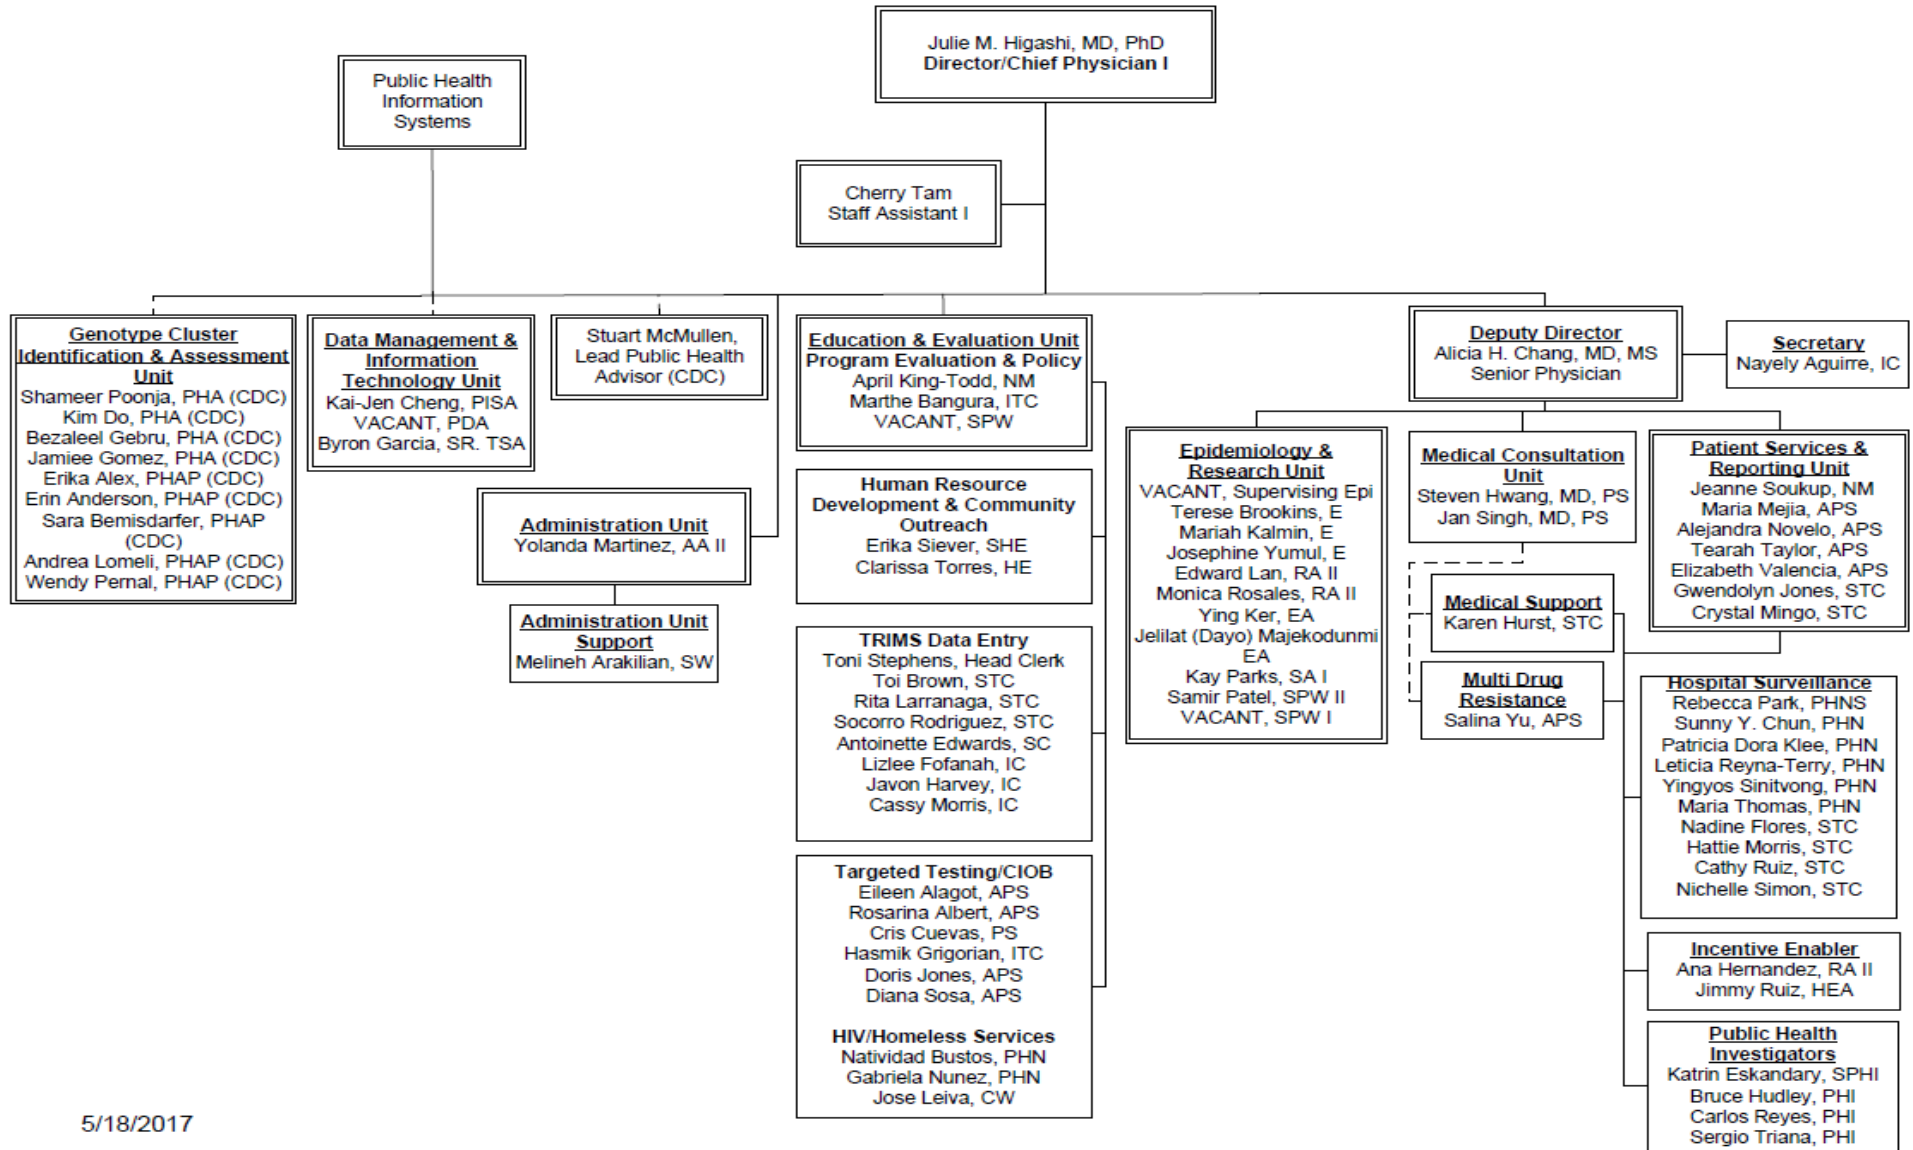 Julie M. Higashi, MD, PhD
Director/Chief Physician I
Public Health
Information
Systems
Cherry Tam
Staff Assistant I
Genotype Cluster
Identification & Assessment
Unit
Shameer Poonja, PHA (CDC)
Kim Do, PHA (CDC)
Bezaleel Gebru, PHA (CDC)
Jamiee Gomez, PHA (CDC)
Erika Alex, PHAP (CDC)
Erin Anderson, PHAP (CDC)
Sara Bemisdarfer, PHAP
(CDC)
Andrea Lomeli, PHAP (CDC)
Wendy Pernal, PHAP (CDC)
Data Management &
Information
Technology Unit
Kai-Jen Cheng, PISA
VACANT, PDA
Byron Garcia, SR. TSA
Stuart McMullen,
Lead Public Health
Advisor (CDC)
Administration Unit
Yolanda Martinez, AA II
Administration Unit
Support
Melineh Arakilian, SW
Education & Evaluation Unit
Program Evaluation & Policy
April King-Todd, NM
Marthe Bangura, ITC
VACANT, SPW
Human Resource
Development & Community
Outreach
Erika Siever, SHE
Clarissa Torres, HE
TRIMS Data Entry
Toni Stephens, Head Clerk
Toi Brown, STC
Rita Larranaga, STC
Socorro Rodriguez, STC
Antoinette Edwards, SC
Lizlee Fofanah, IC
Javon Harvey, IC
Cassy Morris, IC
Targeted Testing/CIOB
Eileen Alagot, APS
Rosarina Albert, APS
Cris Cuevas, PS
Hasmik Grigorian, ITC
Doris Jones, APS
Diana Sosa, APS
HIV/Homeless Services
Natividad Bustos, PHN
Gabriela Nunez, PHN
Jose Leiva, CW
Deputy Director
Alicia H. Chang, MD, MS
Senior Physician
Secretary
Nayely Aguirre, IC
Epidemiology &
Research Unit
VACANT, Supervising Epi
Terese Brookins, E
Mariah Kalmin, E
Josephine Yumul, E
Edward Lan, RA II
Monica Rosales, RA II
Ying Ker, EA
Jelilat (Dayo) Majekodunmi
EA
Kay Parks, SA I
Samir Patel, SPW II
VACANT, SPW I
Medical Consultation
Unit
Steven Hwang, MD, PS
Jan Singh, MD, PS
Medical Support
Karen Hurst, STC
Multi Drug
Resistance
Salina Yu, APS
Patient Services &
Reporting Unit
Jeanne Soukup, NM
Maria Mejia, APS
Alejandra Novelo, APS
Tearah Taylor, APS
Elizabeth Valencia, APS
Gwendolyn Jones, STC
Crystal Mingo, STC
Hospital Surveillance
Rebecca Park, PHNS
Sunny Y. Chun, PHN
Patricia Dora Klee, PHN
Leticia Reyna-Terry, PHN
Yingyos Sinitvong, PHN
Maria Thomas, PHN
Nadine Flores, STC
Hattie Morris, STC
Cathy Ruiz, STC
Nichelle Simon, STC
Incentive Enabler
Ana Hernandez, RA II
Jimmy Ruiz, HEA
Public Health
Investigators
Katrin Eskandary, SPHI
Bruce Hudley, PHI
Carlos Reyes, PHI
Sergio Triana, PHI
5/18/2017